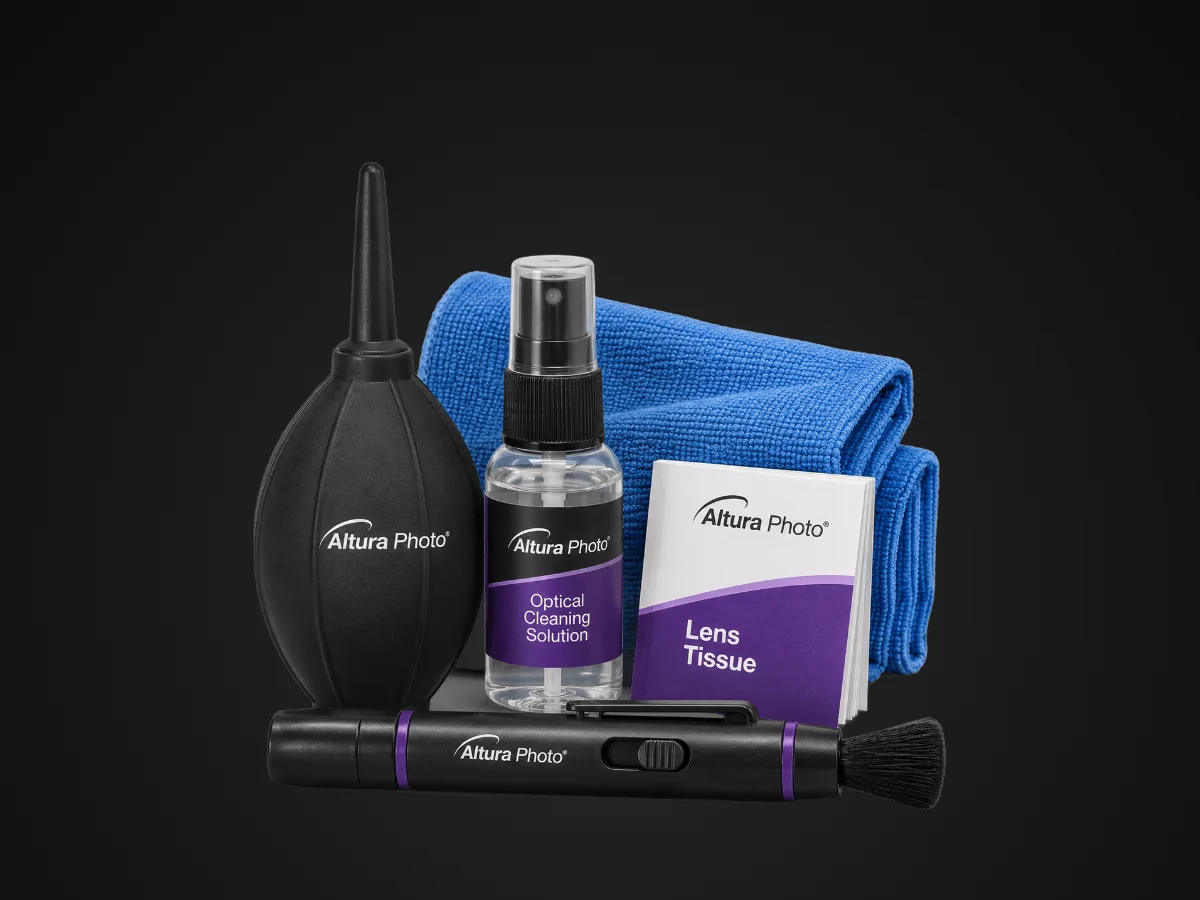 Altura Photo®
Altura Photo®
Optical
Cleaning
Solution
Altura Photo®
Lens
Tissue
Altura Photo®